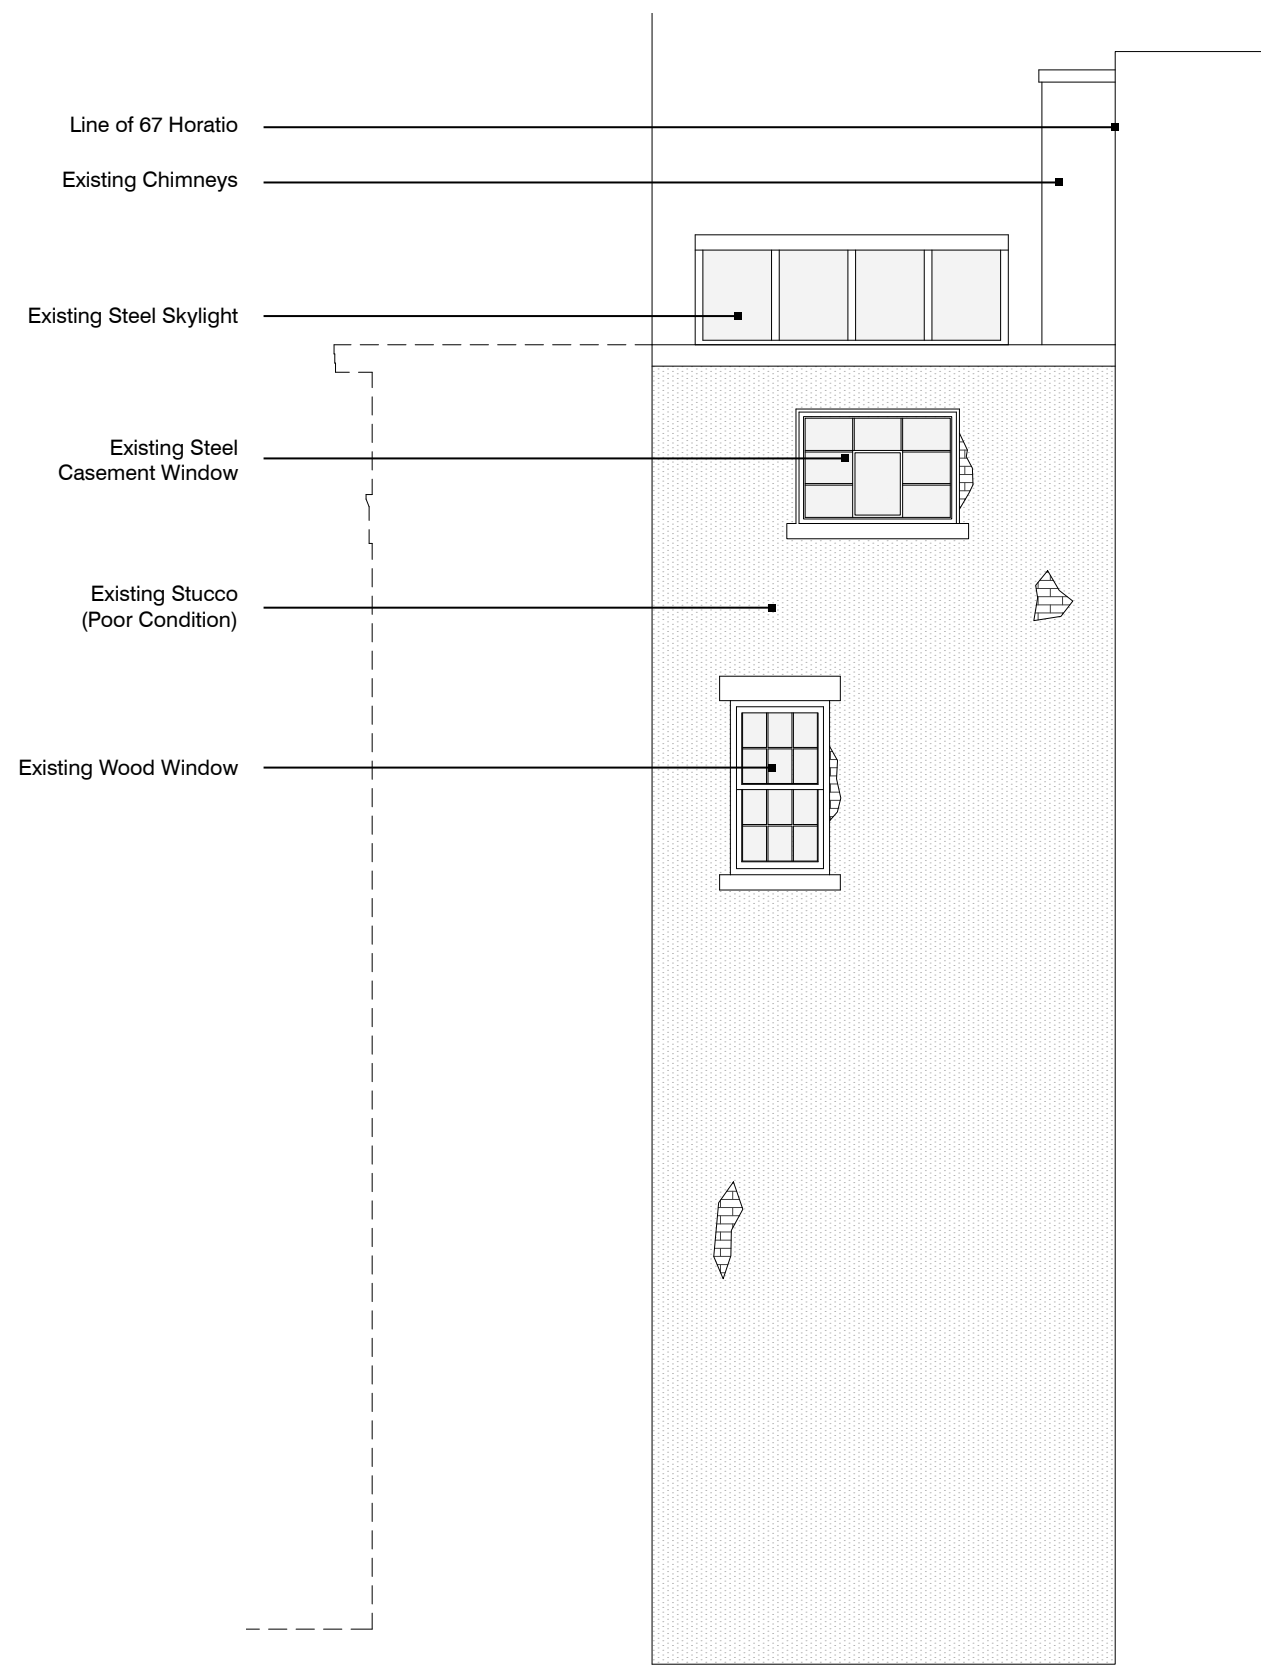 Line of 67 Horatio
Existing Chimneys
Existing Steel Skylight
Existing Steel
Casement Window
Existing Stucco
(Poor Condition)
Existing Wood Window